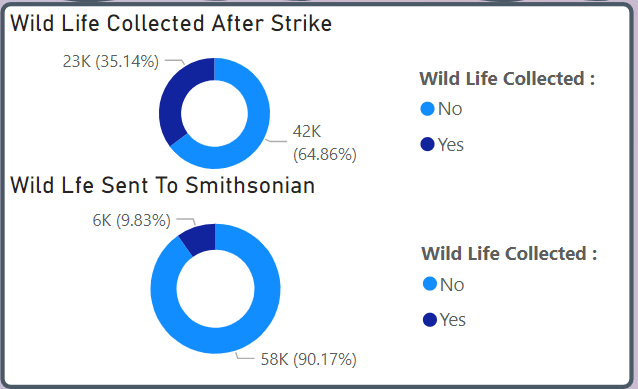 Wild Life Collected After Strike
23K (35.14%)
Wild Life Collected :
No
42K
(64.86%)
Yes
Wild Lfe Sent To Smithsonian
6K (9.83%)
Wild Life Collected :
No
Yes
58K (90.17%)